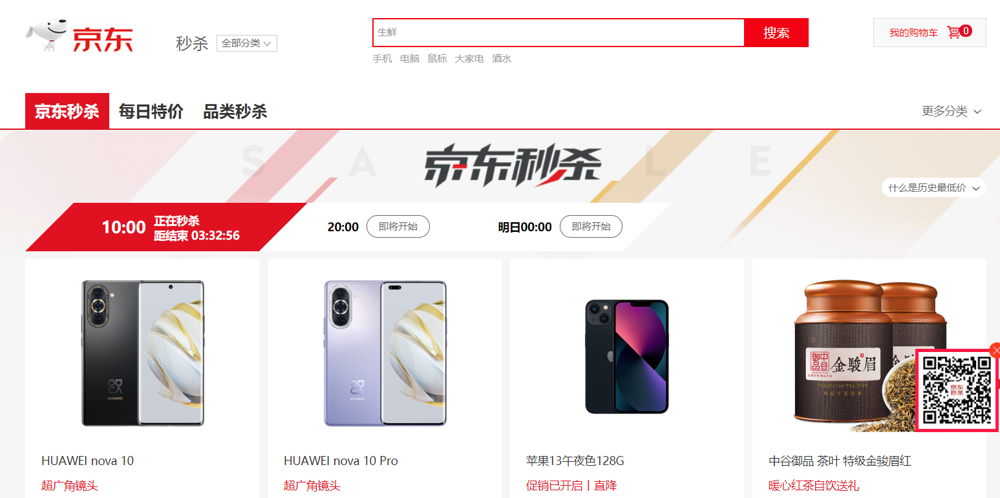 京东
秒杀 全部分类
生鲜 搜索
我的购物车 0
手机 电脑 鼠标 大家电 酒水
京东秒杀 每日特价 品类秒杀 更多分类
S A L E
京东秒杀
什么是历史最低价
10:00 正在秒杀
距结束 03:32:56
20:00 即将开始
明日00:00 即将开始
HUAWEI
HUAWEI
御品中谷 金駿眉
金駿
京东
秒杀
HUAWEI nova 10
超广角镜头
HUAWEI nova 10 Pro
超广角镜头
苹果13午夜色128G
促销已开启丨直降
中谷御品 茶叶 特级金骏眉红
暖心红茶自饮送礼